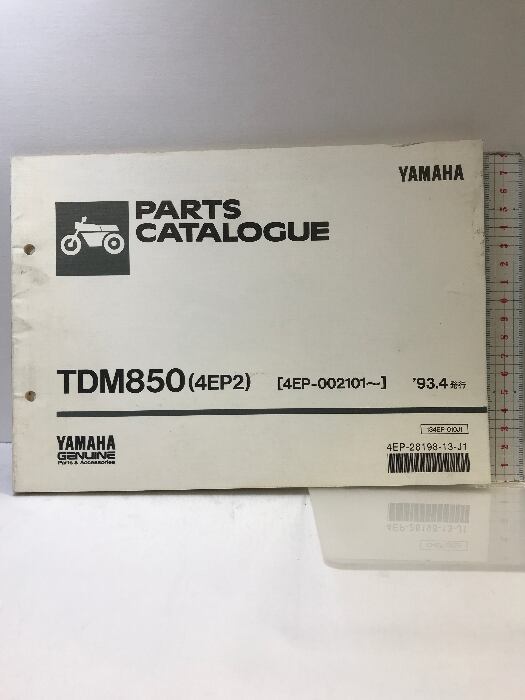 YAMAHA
PARTS
CATALOGUE
TDM850 (4EP2) [4EP-002101~] '93.4 発行
134EP-010J1
YAMAHA
GENUINE
Parts & Accessories
4EP-28198-13-J1